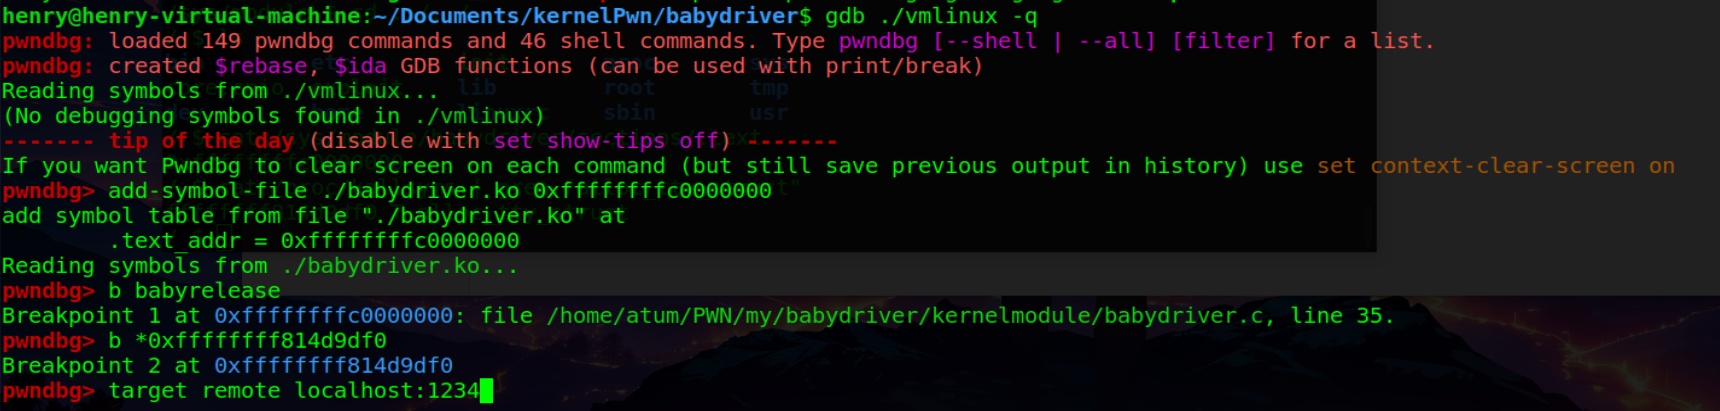 henry@henry-virtual-machine:~/Documents/kernelPwn/babydriver$ gdb ./vmlinux -q
pwndbg: loaded 149 pwndbg commands and 46 shell commands. Type pwndbg [--shell | --all] [filter] for a list.
pwndbg: created $rebase, $ida GDB functions (can be used with print/break)
Reading symbols from ./vmlinux...
(No debugging symbols found in ./vmlinux)
------- tip of the day (disable with set show-tips off) -------
If you want Pwndbg to clear screen on each command (but still save previous output in history) use set context-clear-screen on
pwndbg> add-symbol-file ./babydriver.ko 0xffffffffc0000000
add symbol table from file "./babydriver.ko" at
.text_addr = 0xffffffffc0000000
Reading symbols from ./babydriver.ko...
pwndbg> b babyrelease
Breakpoint 1 at 0xffffffffc0000000: file /home/atum/PWN/my/babydriver/kernelmodule/babydriver.c, line 35.
pwndbg> b *0xffffffff814d9df0
Breakpoint 2 at 0xffffffff814d9df0
pwndbg> target remote localhost:1234
lib root tmp
sbin usr